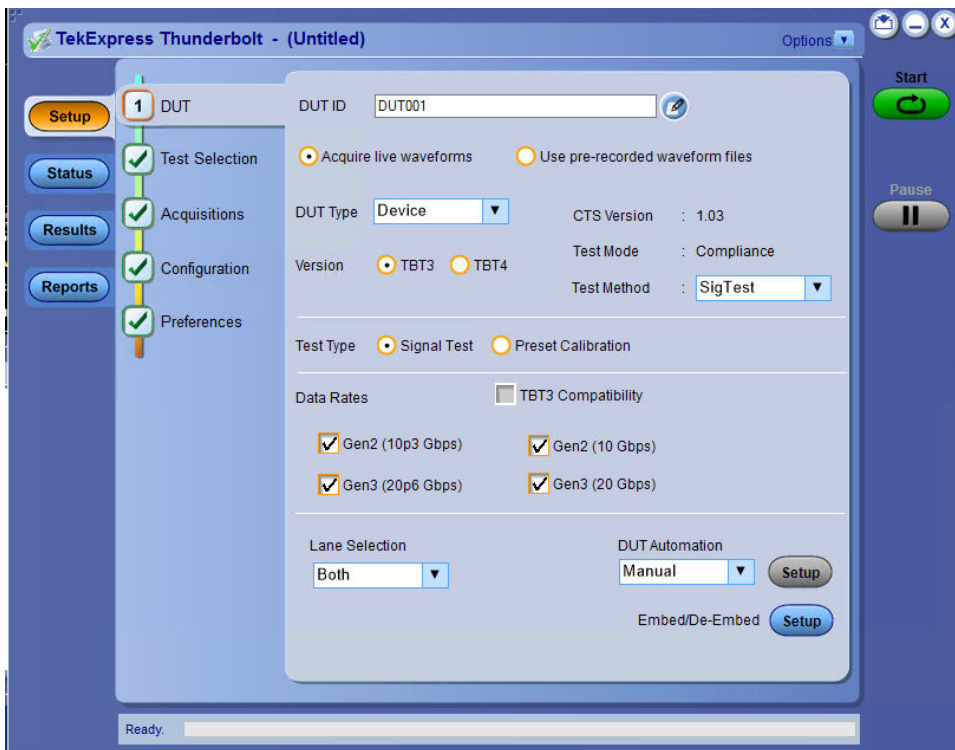 TekExpress Thunderbolt - (Untitled)
Options
Start
Pause
Setup
Status
Results
Reports
1 DUT
Test Selection
Acquisitions
Configuration
Preferences
DUT ID DUT001
Acquire live waveforms Use pre-recorded waveform files
DUT Type Device CTS Version : 1.03
Test Mode : Compliance
Version TBT3 TBT4
Test Method : SigTest
Test Type Signal Test Preset Calibration
Data Rates TBT3 Compatibility
Gen2 (10p3 Gbps) Gen2 (10 Gbps)
Gen3 (20p6 Gbps) Gen3 (20 Gbps)
Lane Selection DUT Automation
Both Manual Setup
Embed/De-Embed Setup
Ready.